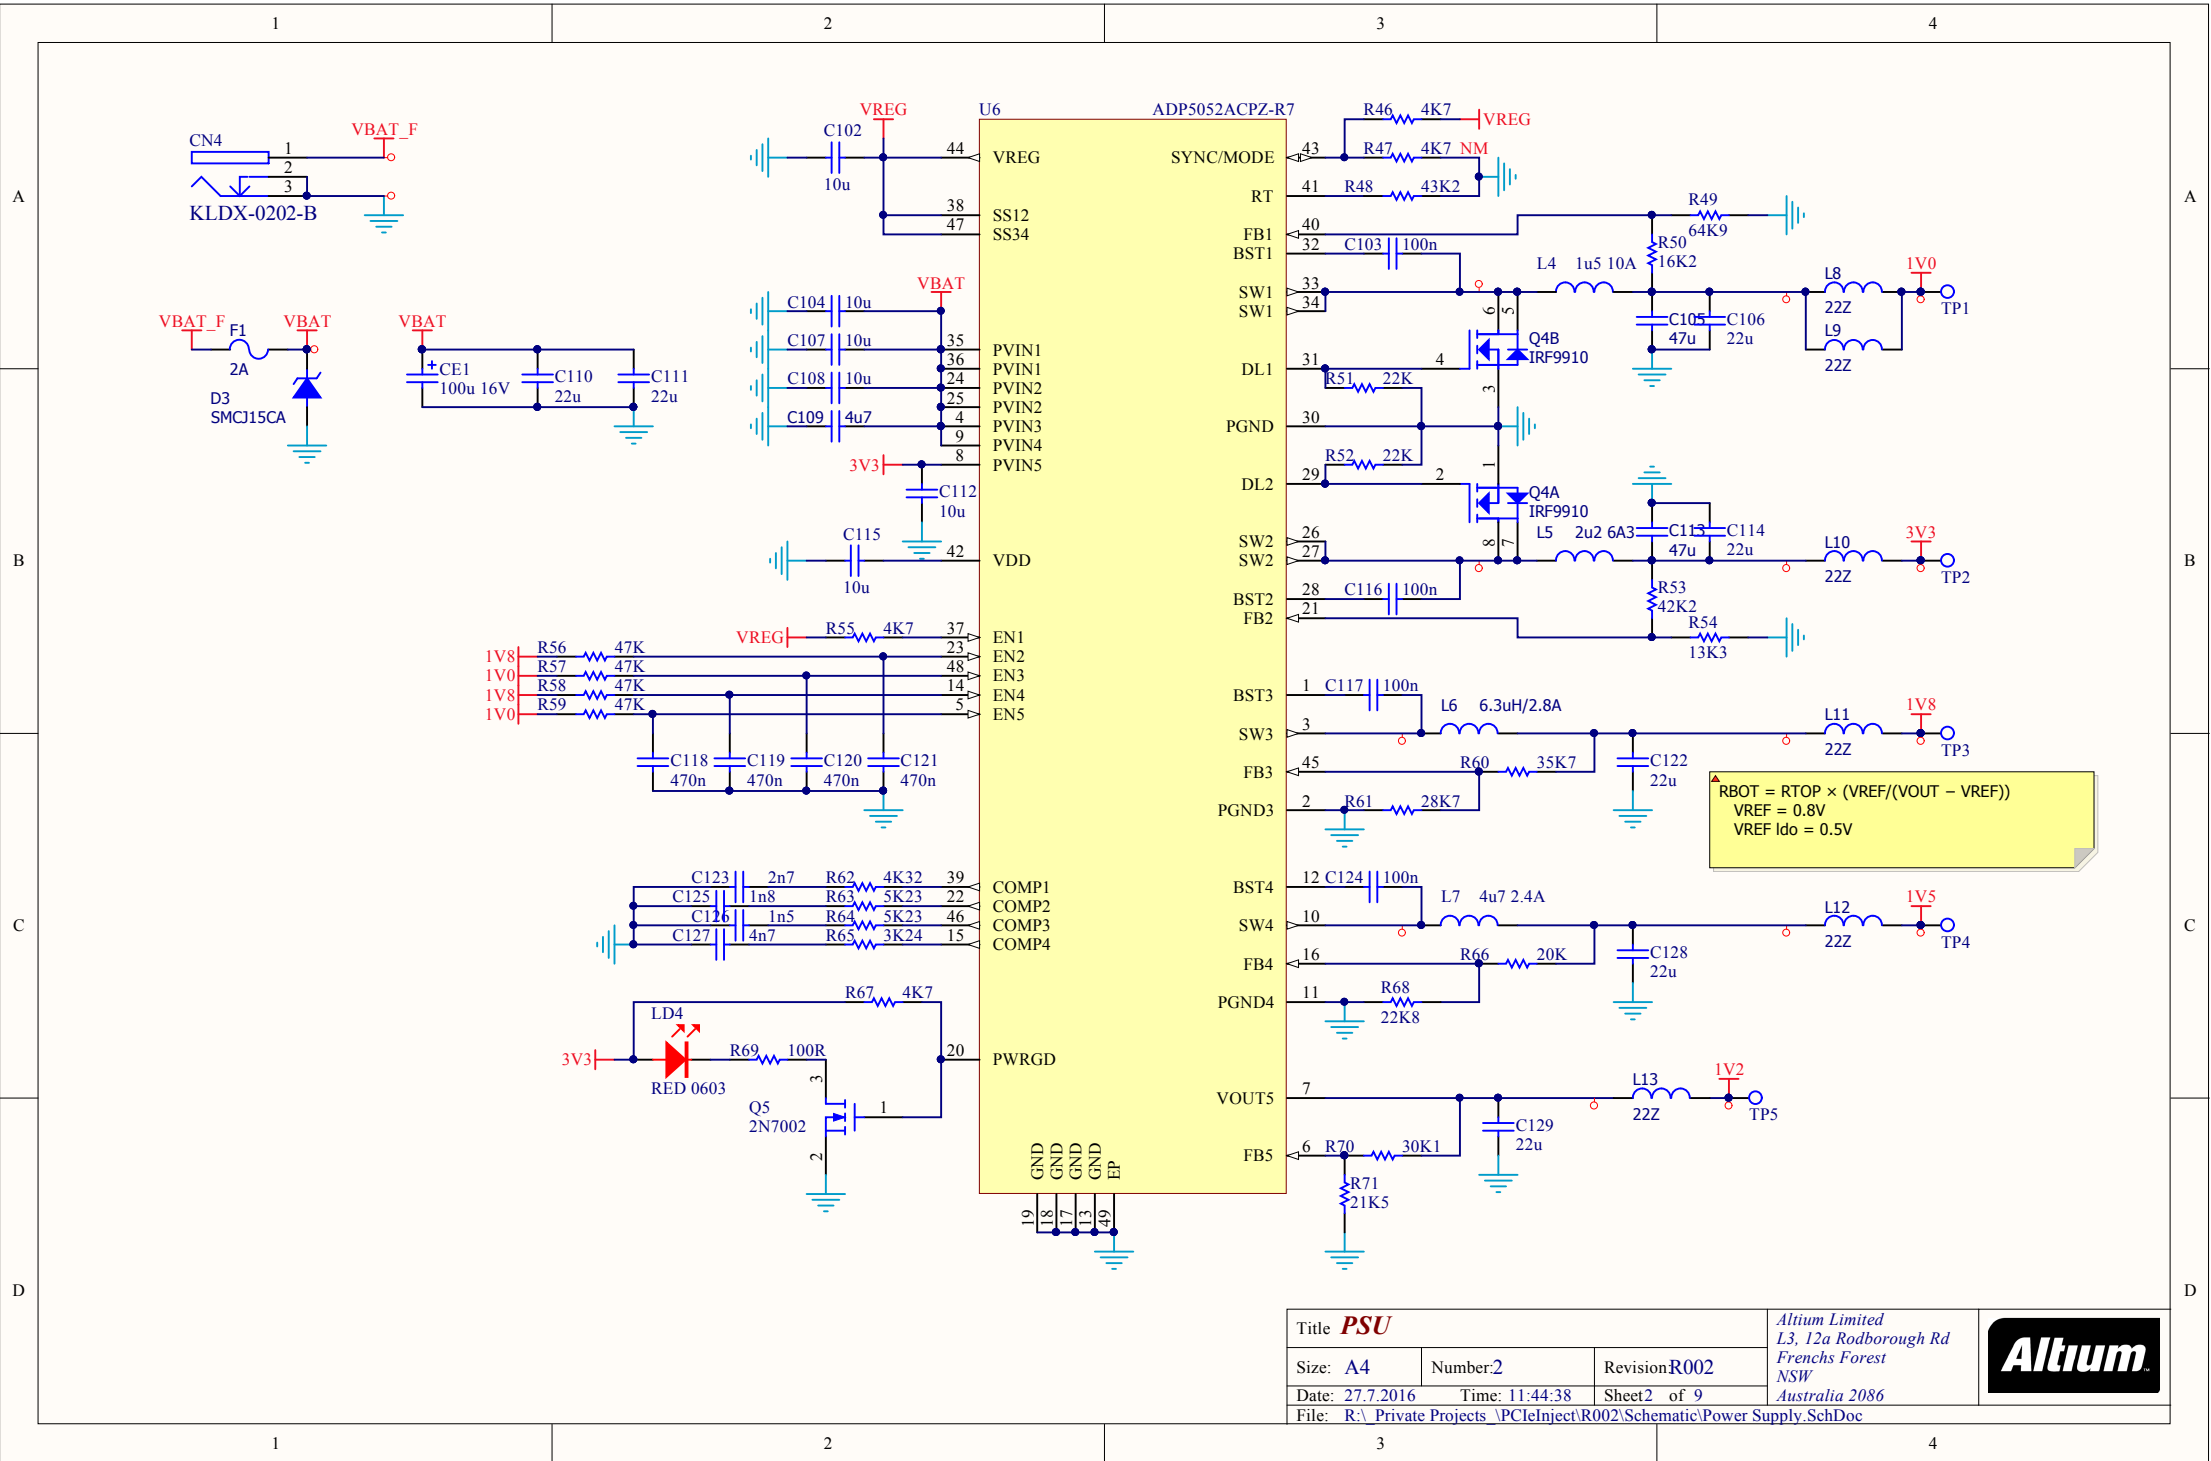 1 2 3 4
A A
B B
C C
D D
CN4
1
2
3
KLDX-0202-B
VBAT_F
VBAT_F
F1
2A
VBAT
D3
SMCJ15CA
VBAT
CE1
100u 16V
C110
22u
C111
22u
VREG
C102
10u
VBAT
C104 10u
C107 10u
C108 10u
C109 4u7
3V3
C112
10u
C115
10u
VREG R55 4K7
1V8 R56 47K
1V0 R57 47K
1V8 R58 47K
1V0 R59 47K
C118
470n
C119
470n
C120
470n
C121
470n
C123 2n7 R62 4K32
C125 1n8 R63 5K23
C126 1n5 R64 5K23
C127 4n7 R65 3K24
R67 4K7
LD4
3V3
RED 0603
R69 100R
3
Q5
2N7002
1
2
U6 ADP5052ACPZ-R7
44 VREG
38 SS12
47 SS34
35 PVIN1
36 PVIN1
24 PVIN2
25 PVIN2
4 PVIN3
9 PVIN4
8 PVIN5
42 VDD
37 EN1
23 EN2
48 EN3
14 EN4
5 EN5
39 COMP1
22 COMP2
46 COMP3
15 COMP4
20 PWRGD
GND GND GND GND EP
19 18 17 13 49
SYNC/MODE 43
RT 41
FB1 40
BST1 32
SW1 33
SW1 34
DL1 31
PGND 30
DL2 29
SW2 26
SW2 27
BST2 28
FB2 21
BST3 1
SW3 3
FB3 45
PGND3 2
BST4 12
SW4 10
FB4 16
PGND4 11
VOUT5 7
FB5 6
R46 4K7 VREG
R47 4K7 NM
R48 43K2
R49
64K9
R50
16K2
C103 100n
L4 1u5 10A
6 5
Q4B
IRF9910
4
3
R51 22K
R52 22K
1
2
Q4A
IRF9910
8 7
C105
47u
C106
22u
L8
22Z
L9
22Z
1V0
TP1
L5 2u2 6A3
C113
47u
C114
22u
L10
22Z
3V3
TP2
C116 100n
R53
42K2
R54
13K3
C117 100n
L6 6.3uH/2.8A
R60 35K7
R61 28K7
C122
22u
L11
22Z
1V8
TP3
RBOT = RTOP × (VREF/(VOUT − VREF))
VREF = 0.8V
VREF ldo = 0.5V
C124 100n
L7 4u7 2.4A
R66 20K
R68
22K8
C128
22u
L12
22Z
1V5
TP4
C129
22u
L13
22Z
1V2
TP5
R70 30K1
R71
21K5
Title PSU
Size: A4 Number:2 Revision:R002
Date: 27.7.2016 Time: 11:44:38 Sheet2 of 9
File: R:\_Private Projects_\PCIeInject\R002\Schematic\Power Supply.SchDoc
Altium Limited
L3, 12a Rodborough Rd
Frenchs Forest
NSW
Australia 2086
Altium
1 2 3 4